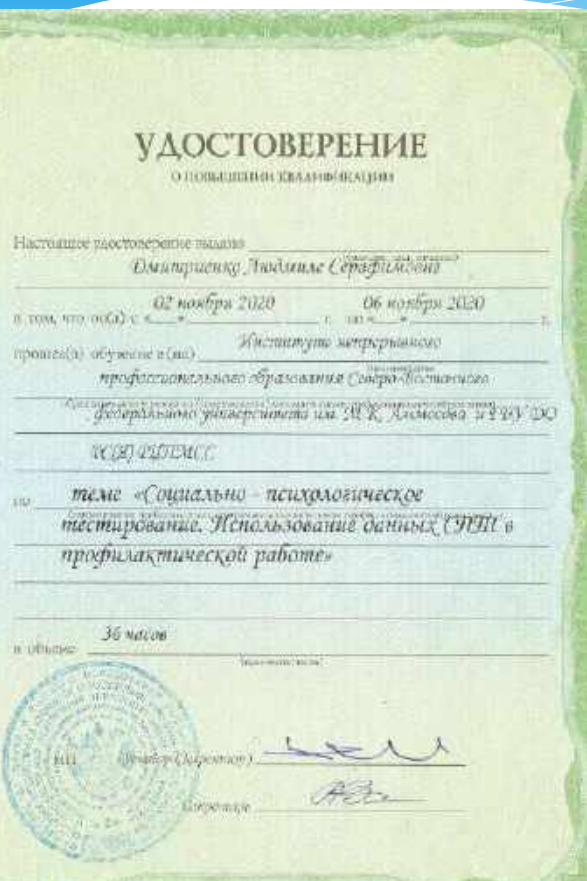 УДОСТОВЕРЕНИЕ
О ПОВЫШЕНИИ КВАЛИФИКАЦИИ
Настоящее удостоверение выдано
Дмитриенко Людмиле Серафимовне
02 ноября 2020 06 ноября 2020
в том, что он(а) с « » г. по « » г.
прошел(а) обучение в (на) Институте непрерывного
профессионального образования Северо-Восточного
федерального университета им. М.К. Аммосова и ДО
по теме «Социально - психологическое
тестирование. Использование данных СПТ в
профилактической работе»
в объеме 36 часов
МП Ректор (директор)
Секретарь